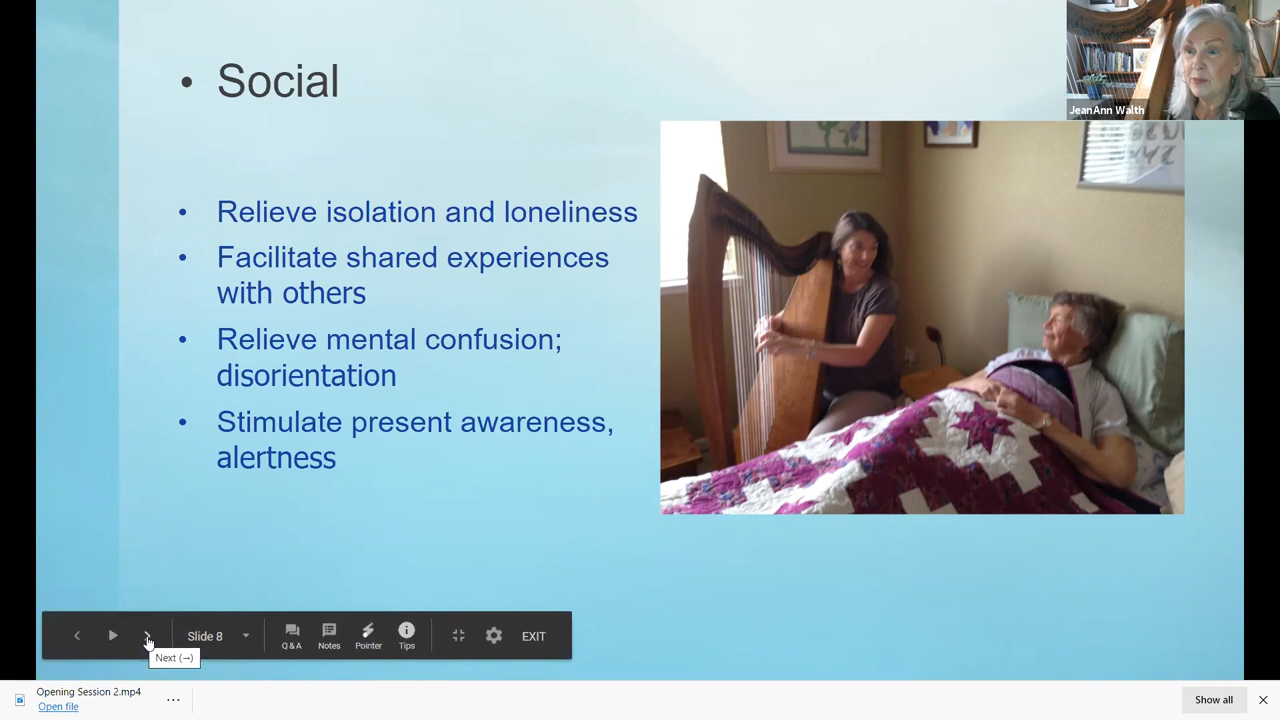 • Social
JeanAnn Walth
• Relieve isolation and loneliness
• Facilitate shared experiences
with others
• Relieve mental confusion;
disorientation
• Stimulate present awareness,
alertness
Slide 8
Q & A
Notes
Pointer
Tips
EXIT
Next (→)
Opening Session 2.mp4
Open file
Show all